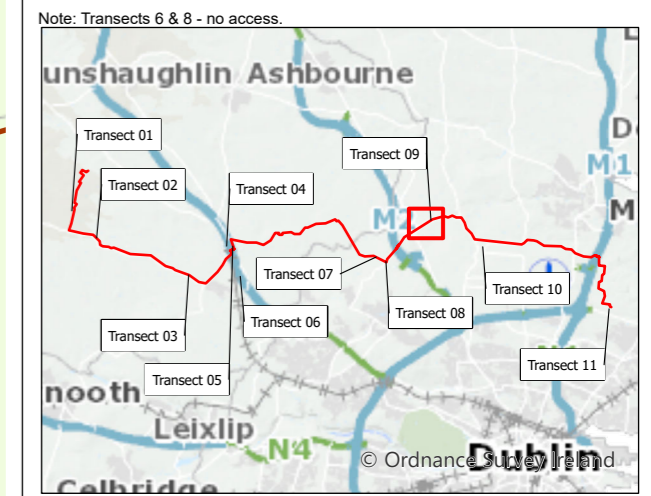 Note: Transects 6 & 8 - no access.
unshaughlin Ashbourne
Transect 01
Transect 09
M1
Transect 02
Transect 04
M2
Transect 07
Transect 10
Transect 08
Transect 03
Transect 06
Transect 05
Transect 11
nooth
Leixlip
N4
© Ordnance Survey Ireland
Dublin
Celbridge